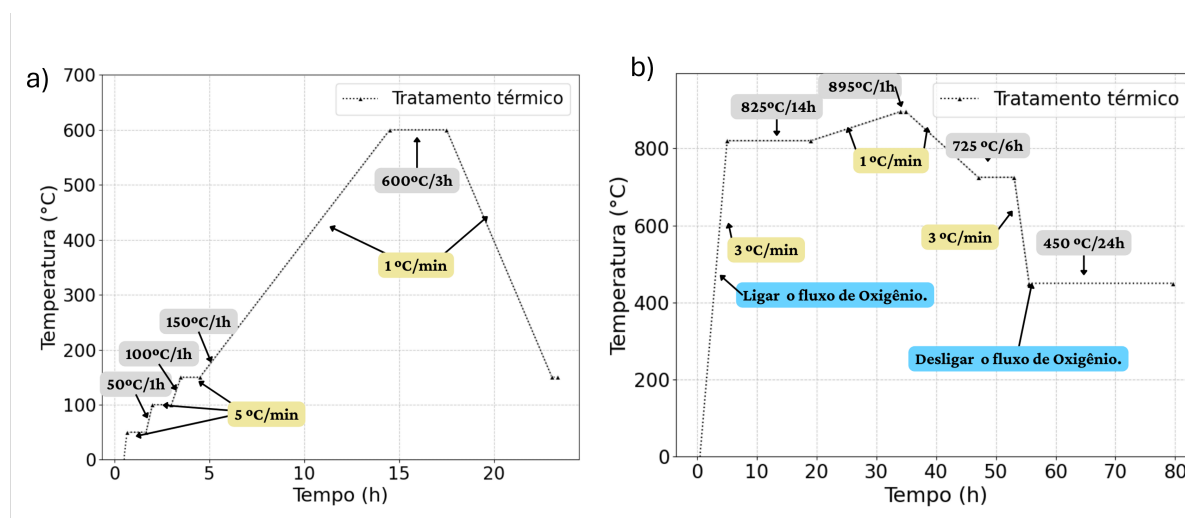 a)
Tratamento térmico
600ºC/3h
1 ºC/min
150ºC/1h
100ºC/1h
50ºC/1h
5 ºC/min
Temperatura (°C)
700
600
500
400
300
200
100
0
0
5
10
15
20
Tempo (h)
b)
895ºC/1h
Tratamento térmico
825ºC/14h
1 ºC/min
725 ºC/6h
3 ºC/min
3 ºC/min
450 ºC/24h
Ligar o fluxo de Oxigênio.
Desligar o fluxo de Oxigênio.
Temperatura (°C)
800
600
400
200
0
0
10
20
30
40
50
60
70
80
Tempo (h)